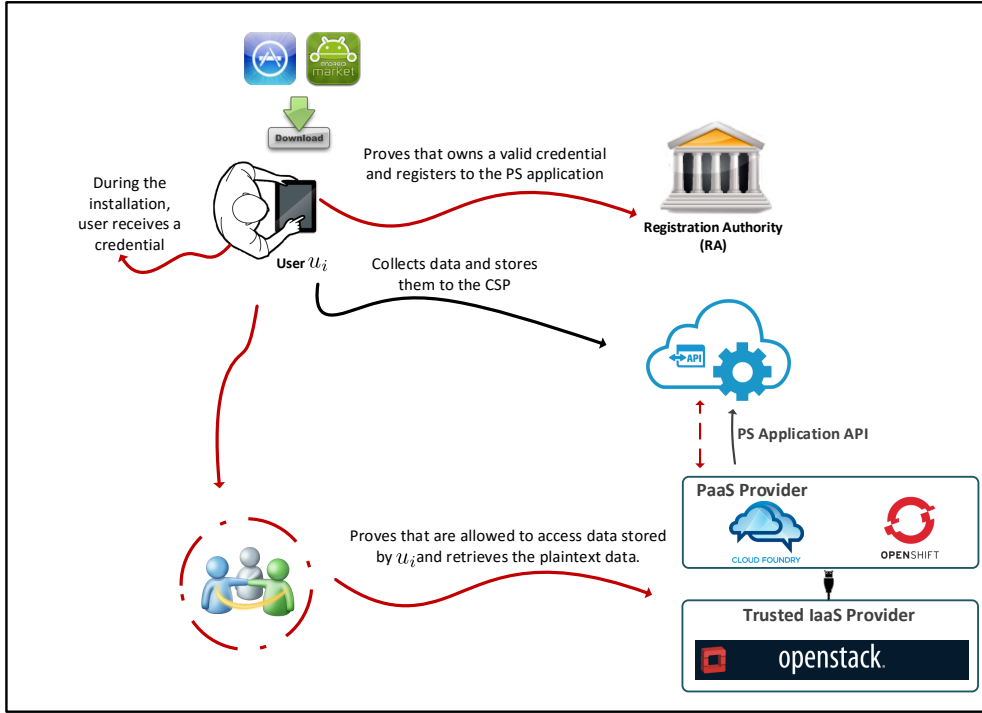 ANDROID
market
Download
Proves that owns a valid credential
and registers to the PS application
During the
installation,
user receives a
credential
User u_i
Registration Authority
(RA)
Collects data and stores
them to the CSP
API
PS Application API
PaaS Provider
CLOUD FOUNDRY
OPENSHIFT
Proves that are allowed to access data stored
by u_i and retrieves the plaintext data.
Trusted IaaS Provider
openstack.